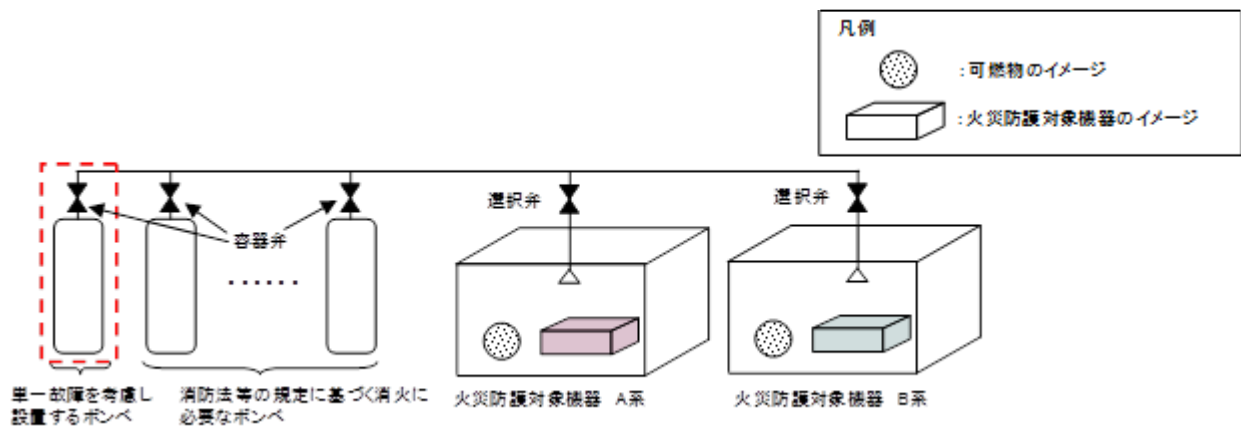 凡例
：可燃物のイメージ
：火災防護対象機器のイメージ
選択弁
選択弁
容器弁
‥‥‥
単一故障を考慮し
設置するボンベ
消防法等の規定に基づく消火に
必要なボンベ
火災防護対象機器 A系
火災防護対象機器 B系